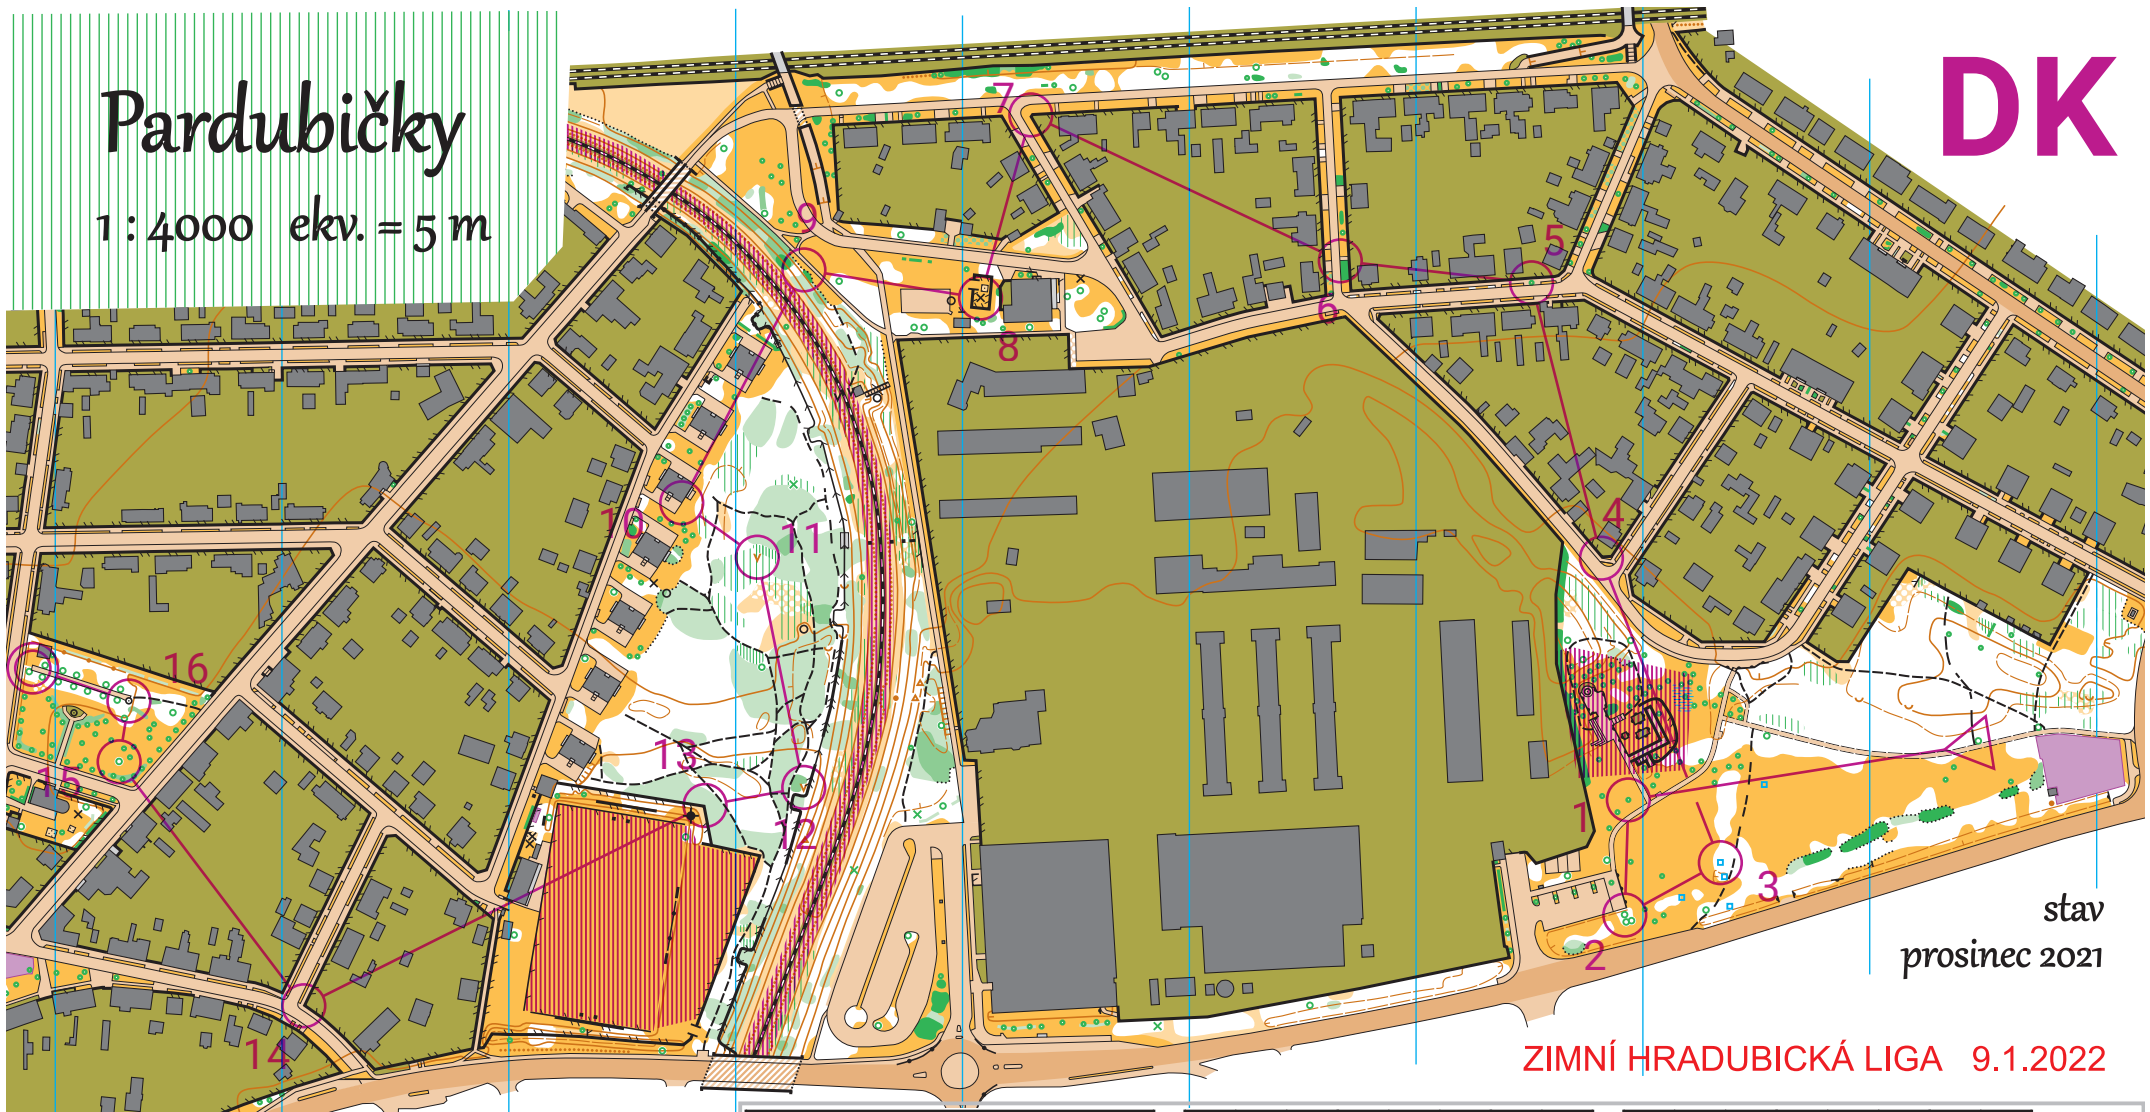 Pardubičky
1 : 4000 ekv. = 5 m
DK
7
9
5
6
8
4
10
11
16
13
15
1
12
3
2
14
stav
prosinec 2021
ZIMNÍ HRADUBICKÁ LIGA 9.1.2022